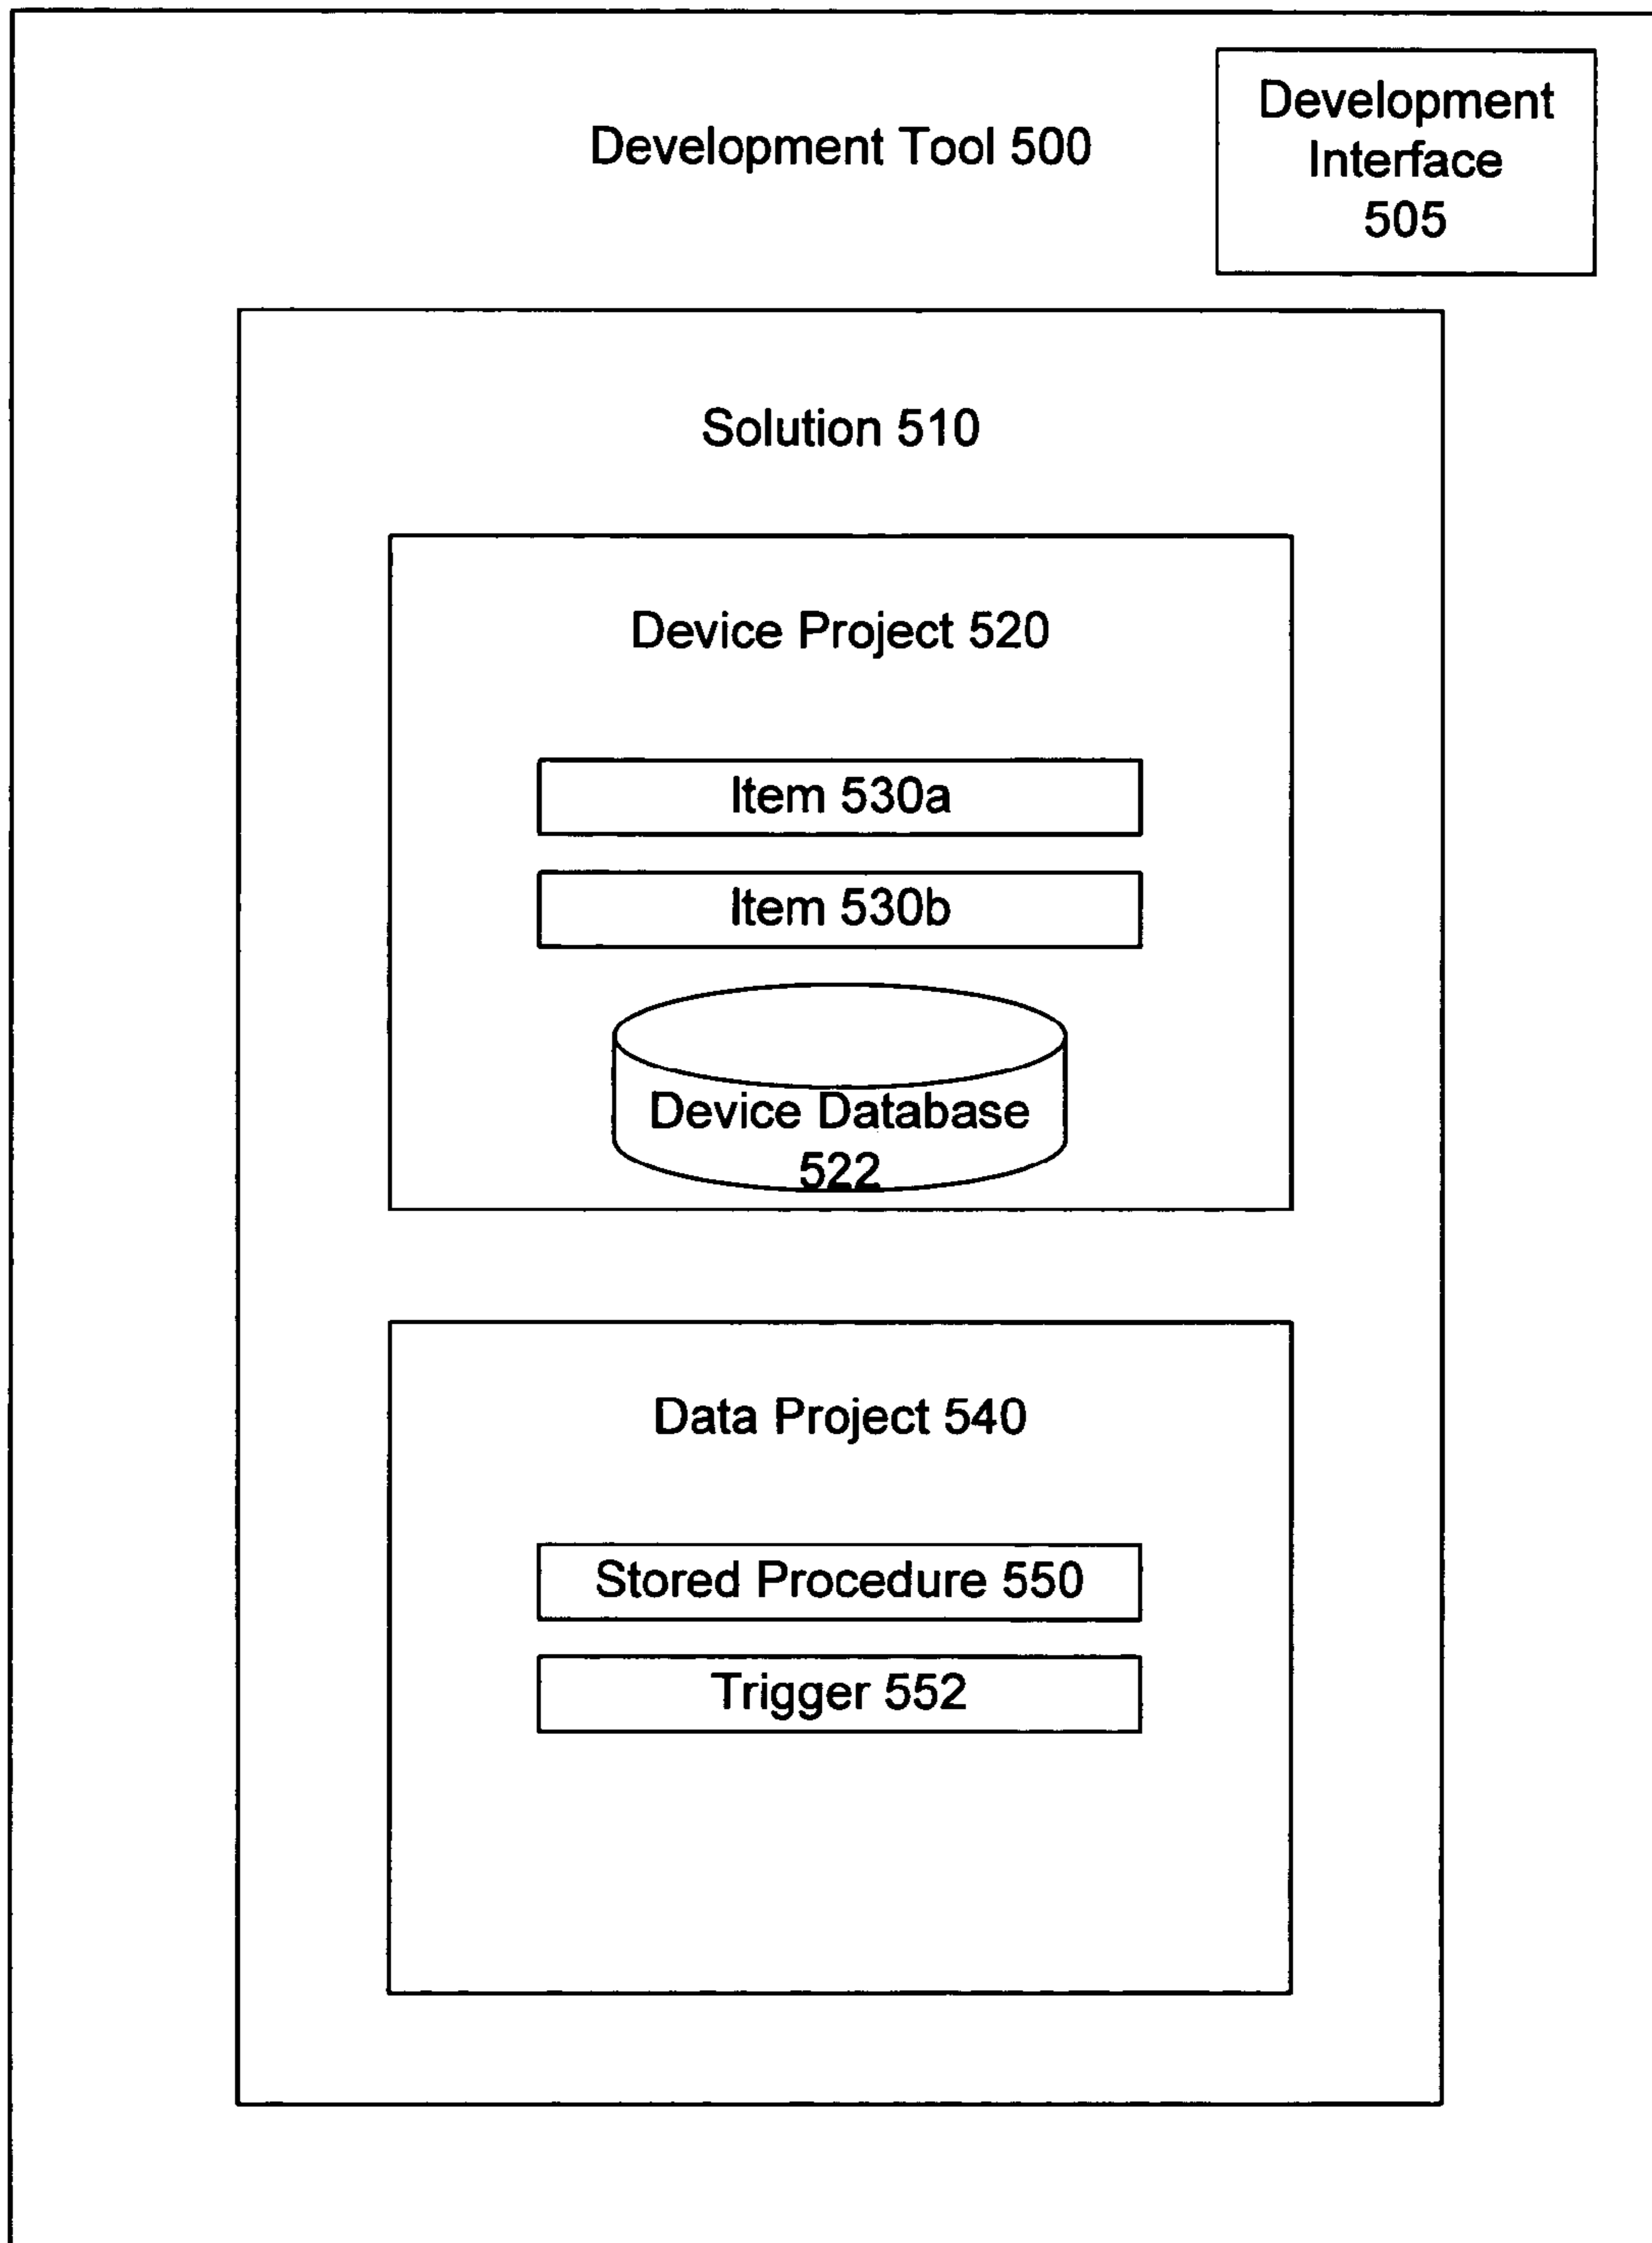 Development Tool 500
Development
Interface
505
Solution 510
Device Project 520
Item 530a
Item 530b
Device Database
522
Data Project 540
Stored Procedure 550
Trigger 552